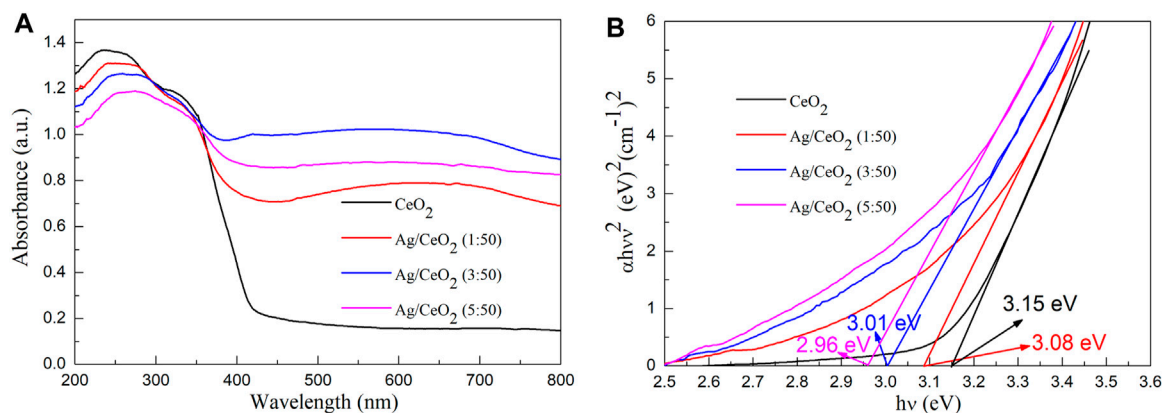 A
1.4
1.2
1.0
0.8
0.6
0.4
0.2
0.0
Absorbance (a.u.)
CeO2
Ag/CeO2 (1:50)
Ag/CeO2 (3:50)
Ag/CeO2 (5:50)
200 300 400 500 600 700 800
Wavelength (nm)
B
6
5
4
3
2
1
0
αhνν2 (eV)2(cm-1)2
CeO2
Ag/CeO2 (1:50)
Ag/CeO2 (3:50)
Ag/CeO2 (5:50)
3.01 eV
2.96 eV
3.15 eV
3.08 eV
2.5 2.6 2.7 2.8 2.9 3.0 3.1 3.2 3.3 3.4 3.5 3.6
hν (eV)